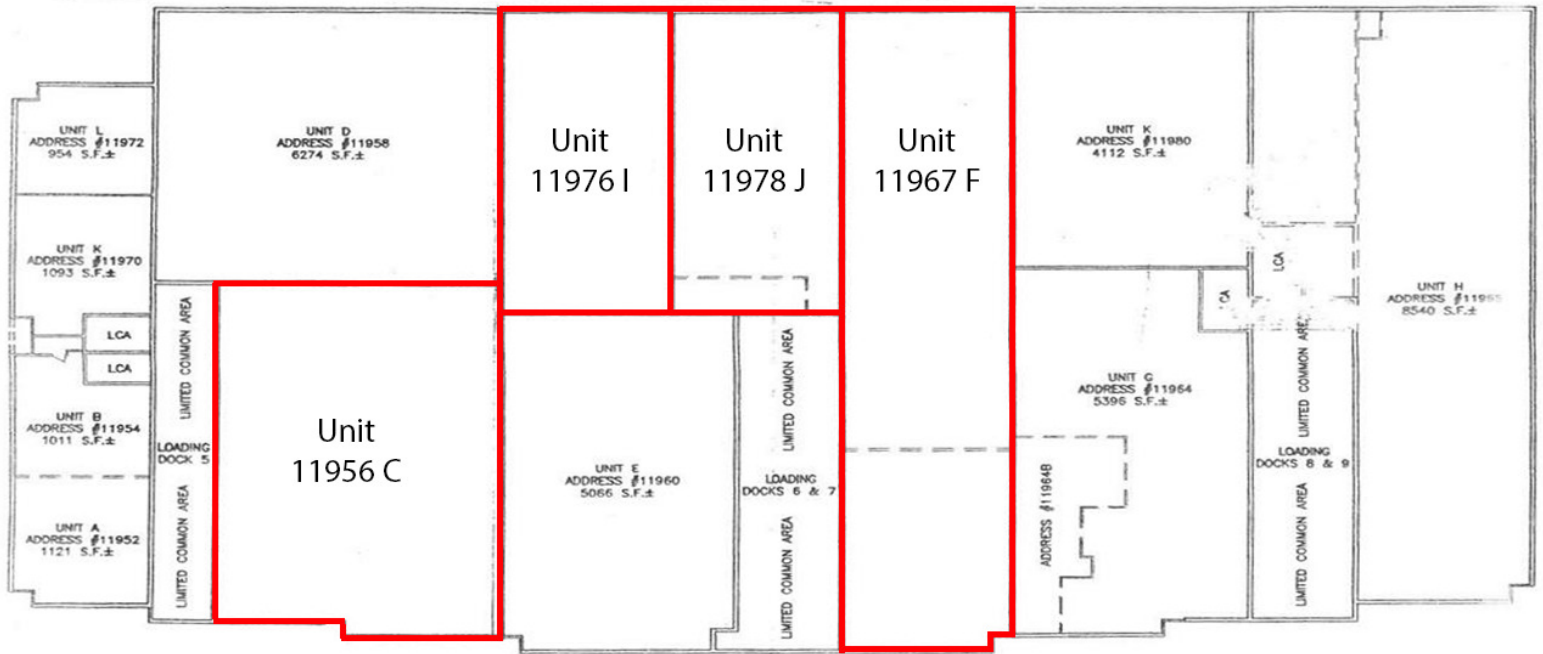 UNIT L
ADDRESS #11972
954 S.F.±
UNIT D
ADDRESS #11958
6274 S.F.±
Unit
11976 I
Unit
11978 J
Unit
11967 F
UNIT K
ADDRESS #11980
4112 S.F.±
UNIT K
ADDRESS #11970
1093 S.F.±
LCA
LCA
UNIT B
ADDRESS #11954
1011 S.F.±
UNIT A
ADDRESS #11952
1121 S.F.±
LIMITED COMMON AREA
LOADING
DOCK 5
LIMITED COMMON AREA
Unit
11956 C
UNIT E
ADDRESS #11960
5066 S.F.±
LIMITED COMMON AREA
LOADING
DOCKS 6 & 7
LIMITED COMMON AREA
UNIT G
ADDRESS #11964
5396 S.F.±
ADDRESS #11964B
CA
LCA
LIMITED COMMON AREA
LOADING
DOCKS 8 & 9
LIMITED COMMON AREA
UNIT H
ADDRESS
8540 S.F.±